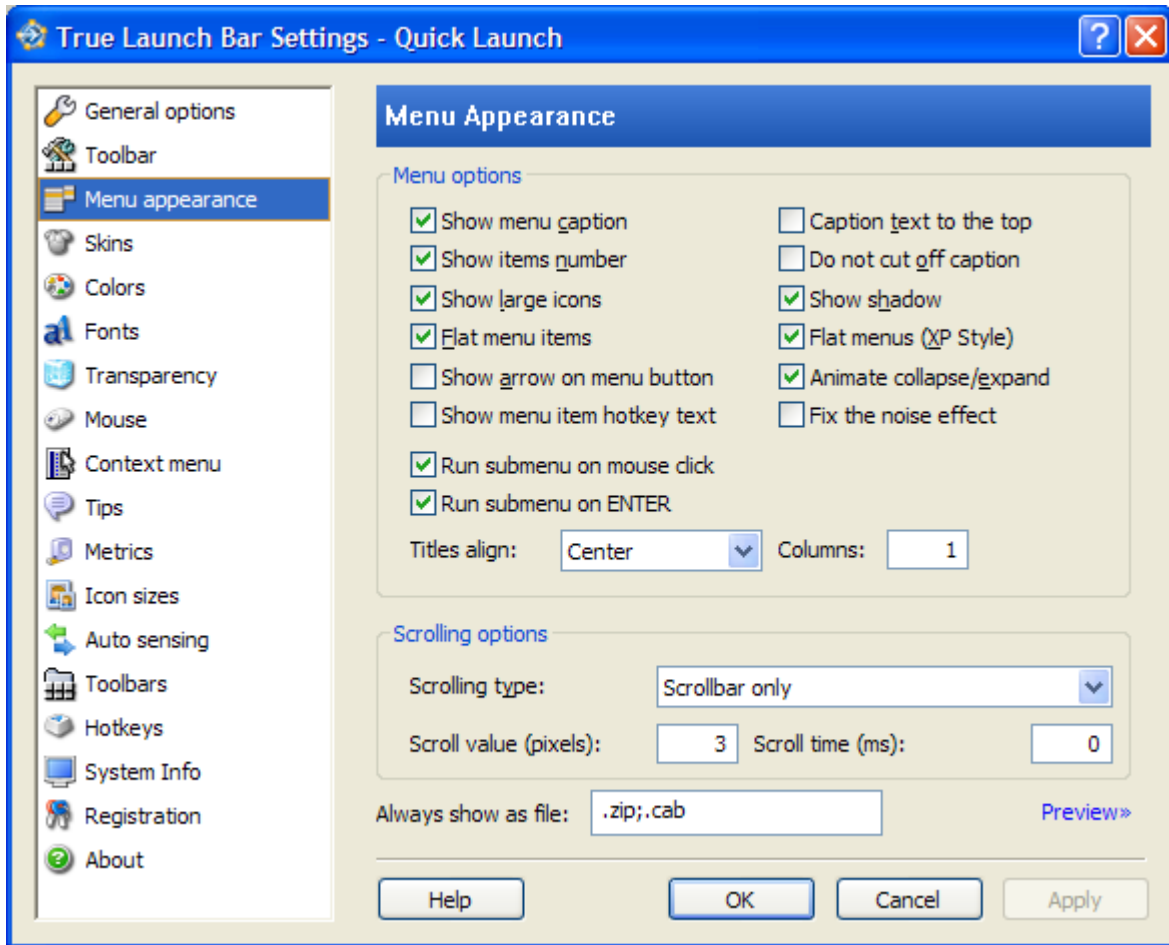 True Launch Bar Settings - Quick Launch
General options
Toolbar
Menu appearance
Skins
Colors
Fonts
Transparency
Mouse
Context menu
Tips
Metrics
Icon sizes
Auto sensing
Toolbars
Hotkeys
System Info
Registration
About
Menu Appearance
Menu options
Show menu caption
Caption text to the top
Show items number
Do not cut off caption
Show large icons
Show shadow
Flat menu items
Flat menus (XP Style)
Show arrow on menu button
Animate collapse/expand
Show menu item hotkey text
Fix the noise effect
Run submenu on mouse click
Run submenu on ENTER
Titles align: Center Columns: 1
Scrolling options
Scrolling type: Scrollbar only
Scroll value (pixels): 3 Scroll time (ms): 0
Always show as file: .zip;.cab Preview»
Help OK Cancel Apply